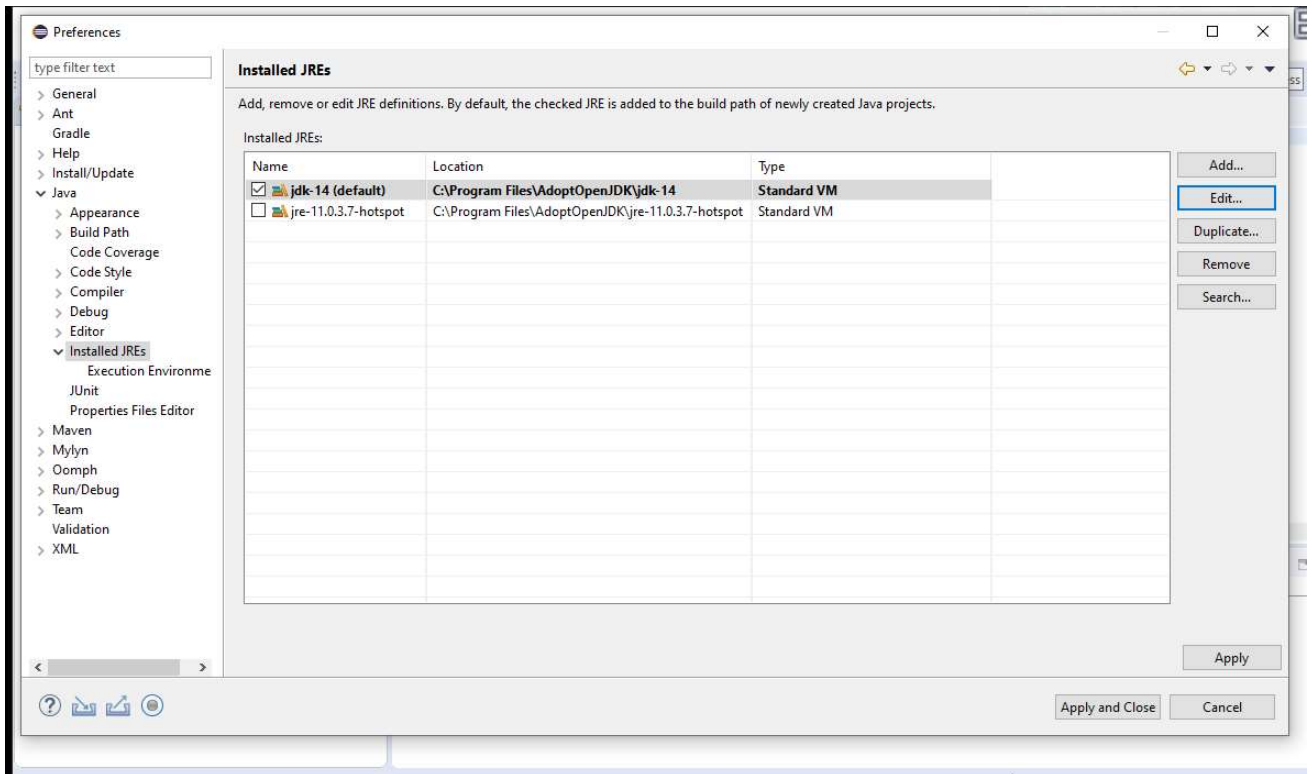 Preferences
type filter text
General
Ant
Gradle
Help
Install/Update
Java
Appearance
Build Path
Code Coverage
Code Style
Compiler
Debug
Editor
Installed JREs
Execution Environme
JUnit
Properties Files Editor
Maven
Mylyn
Oomph
Run/Debug
Team
Validation
XML
Installed JREs
Add, remove or edit JRE definitions. By default, the checked JRE is added to the build path of newly created Java projects.
Installed JREs:
Name Location Type
jdk-14 (default) C:\Program Files\AdoptOpenJDK\jdk-14 Standard VM
jre-11.0.3.7-hotspot C:\Program Files\AdoptOpenJDK\jre-11.0.3.7-hotspot Standard VM
Add...
Edit...
Duplicate...
Remove
Search...
Apply
Apply and Close Cancel
ss